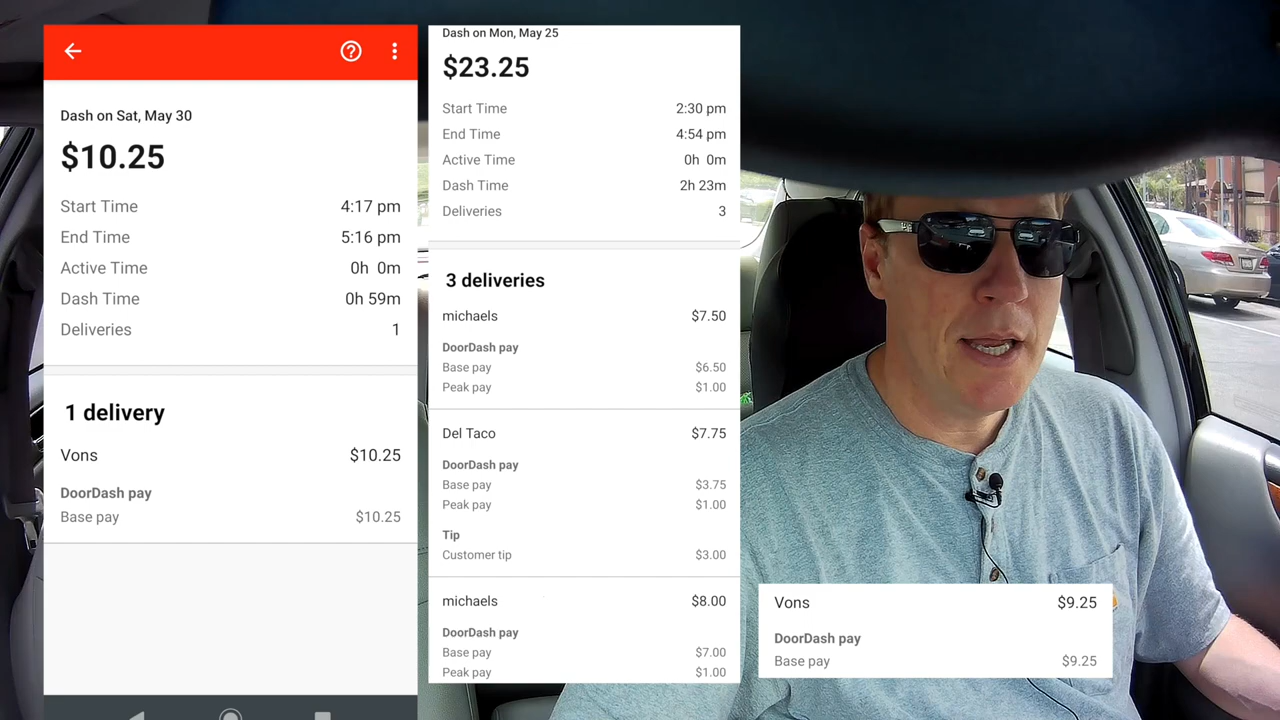 Dash on Sat, May 30
$10.25
Start Time 4:17 pm
End Time 5:16 pm
Active Time 0h 0m
Dash Time 0h 59m
Deliveries 1
1 delivery
Vons $10.25
DoorDash pay
Base pay $10.25
Dash on Mon, May 25
$23.25
Start Time 2:30 pm
End Time 4:54 pm
Active Time 0h 0m
Dash Time 2h 23m
Deliveries 3
3 deliveries
michaels $7.50
DoorDash pay
Base pay $6.50
Peak pay $1.00
Del Taco $7.75
DoorDash pay
Base pay $3.75
Peak pay $1.00
Tip
Customer tip $3.00
michaels $8.00
DoorDash pay
Base pay $7.00
Peak pay $1.00
Vons $9.25
DoorDash pay
Base pay $9.25